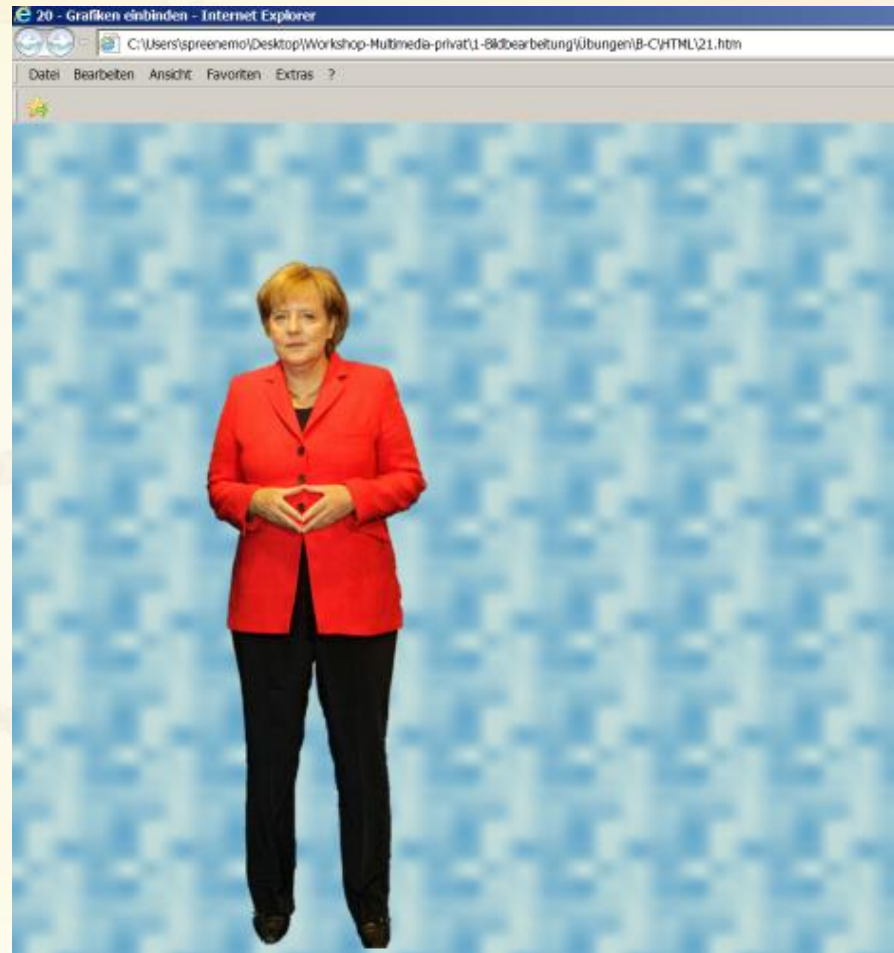 20 - Grafiken einbinden - Internet Explorer
C:\Users\spreenemo\Desktop\Workshop-Multimedia-privat\1-Bildbearbeitung\Übungen\B-C\HTML\21.htm
Datei Bearbeiten Ansicht Favoriten Extras ?